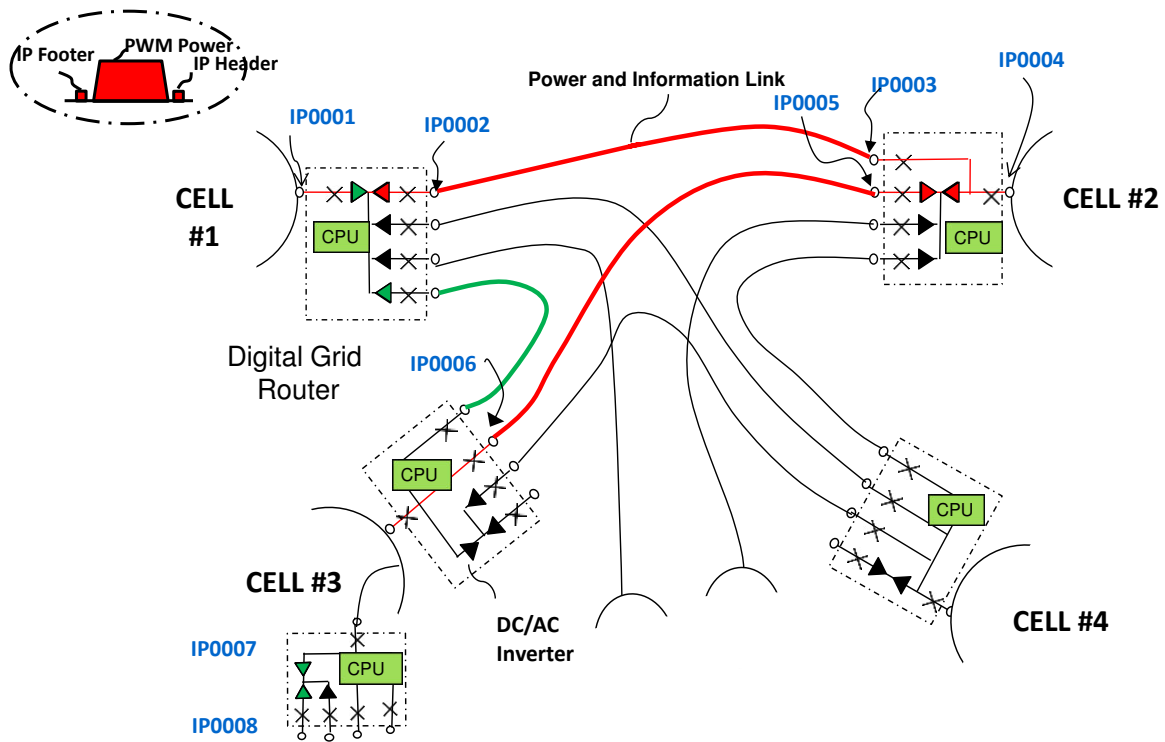 PWM Power
IP Footer
IP Header
Power and Information Link
IP0004
IP0003
IP0005
IP0001
IP0002
CELL
#1
CPU
CELL #2
CPU
Digital Grid
Router
IP0006
CPU
CPU
CELL #3
DC/AC
Inverter
CELL #4
IP0007
CPU
IP0008